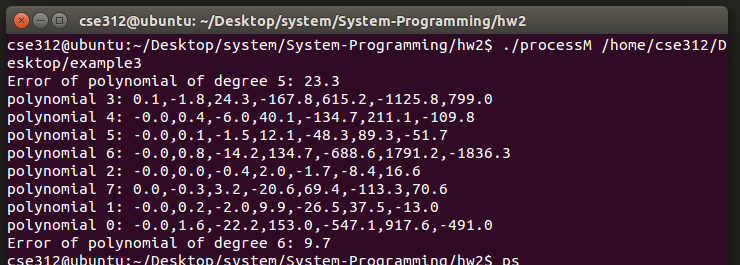 cse312@ubuntu: ~/Desktop/system/System-Programming/hw2
cse312@ubuntu:~/Desktop/system/System-Programming/hw2$ ./processM /home/cse312/D
esktop/example3
Error of polynomial of degree 5: 23.3
polynomial 3: 0.1,-1.8,24.3,-167.8,615.2,-1125.8,799.0
polynomial 4: -0.0,0.4,-6.0,40.1,-134.7,211.1,-109.8
polynomial 5: -0.0,0.1,-1.5,12.1,-48.3,89.3,-51.7
polynomial 6: -0.0,0.8,-14.2,134.7,-688.6,1791.2,-1836.3
polynomial 2: -0.0,0.0,-0.4,2.0,-1.7,-8.4,16.6
polynomial 7: 0.0,-0.3,3.2,-20.6,69.4,-113.3,70.6
polynomial 1: -0.0,0.2,-2.0,9.9,-26.5,37.5,-13.0
polynomial 0: -0.0,1.6,-22.2,153.0,-547.1,917.6,-491.0
Error of polynomial of degree 6: 9.7
cse312@ubuntu:~/Desktop/system/System-Programming/hw2$ ps